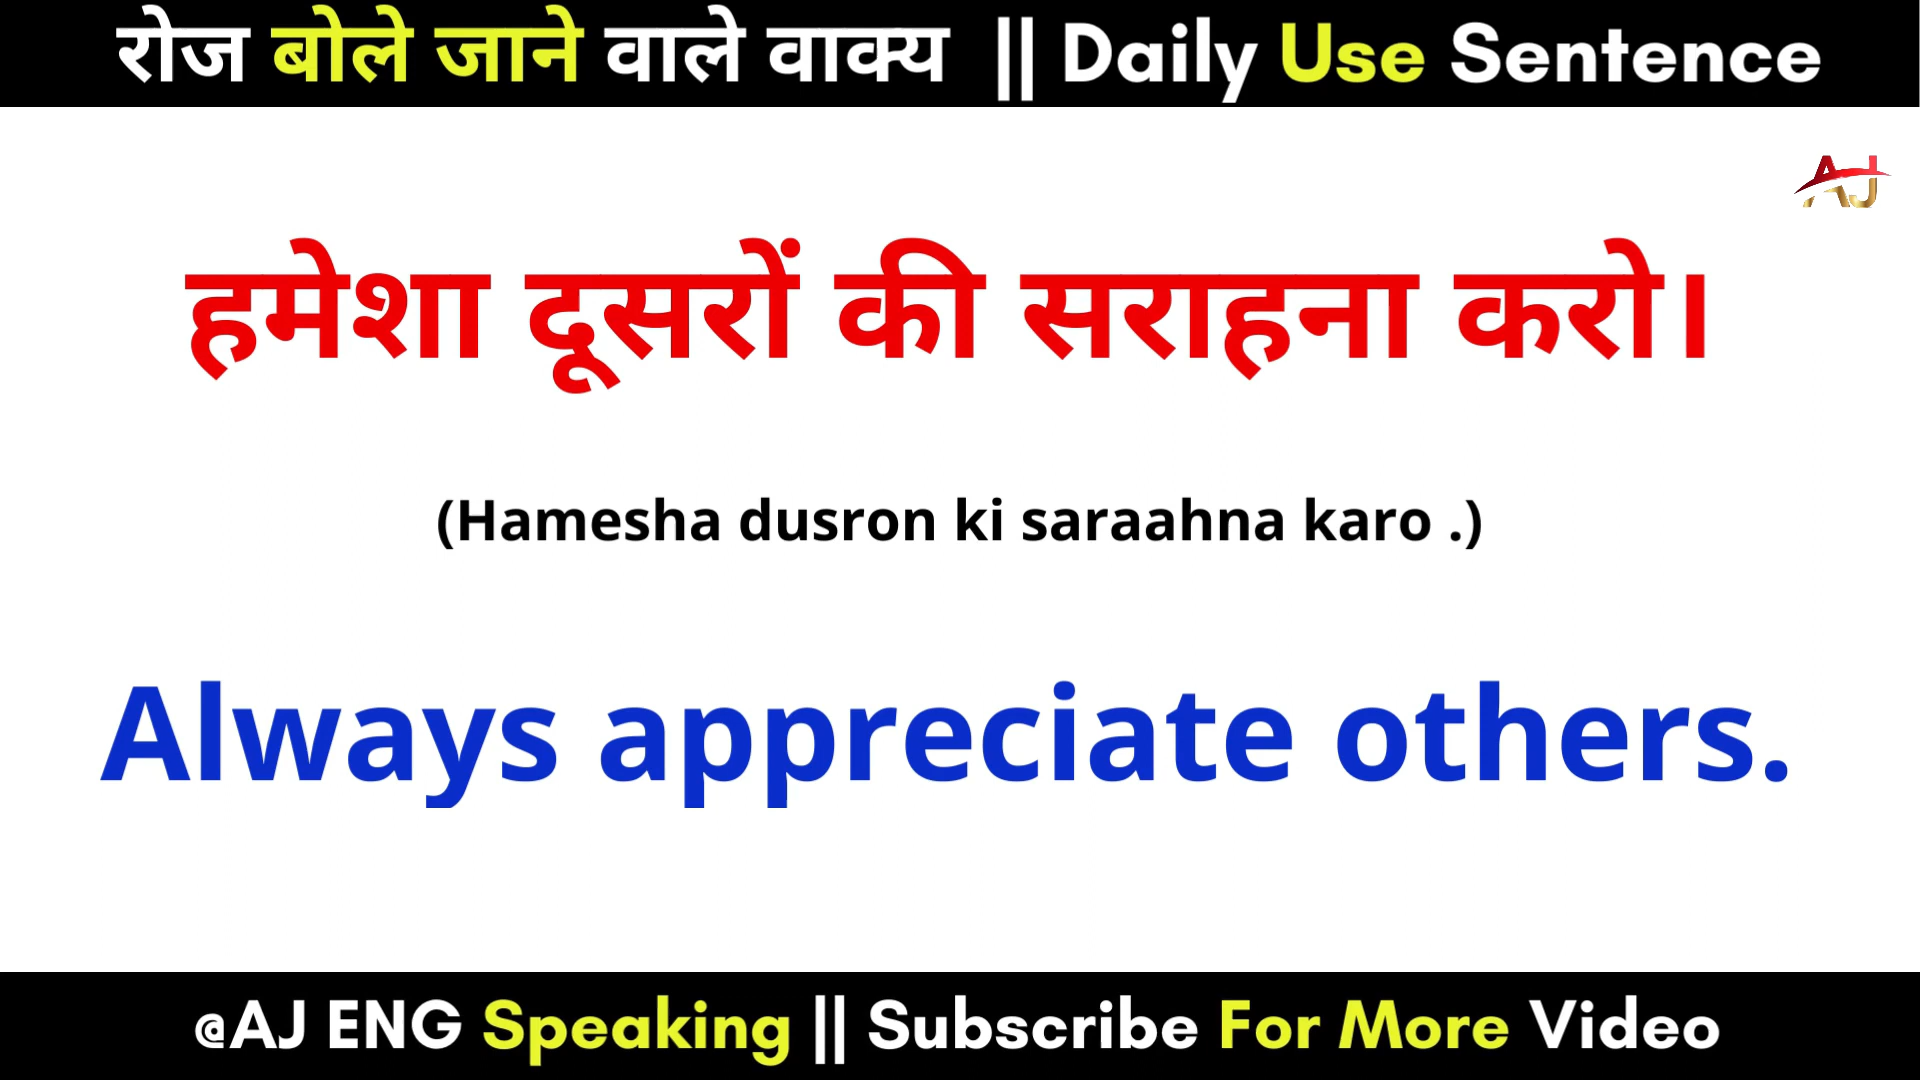 रोज बोले जाने वाले वाक्य || Daily Use Sentence
AJ
हमेशा दूसरों की सराहना करो।
(Hamesha dusron ki saraahna karo .)
Always appreciate others.
@AJ ENG Speaking || Subscribe For More Video